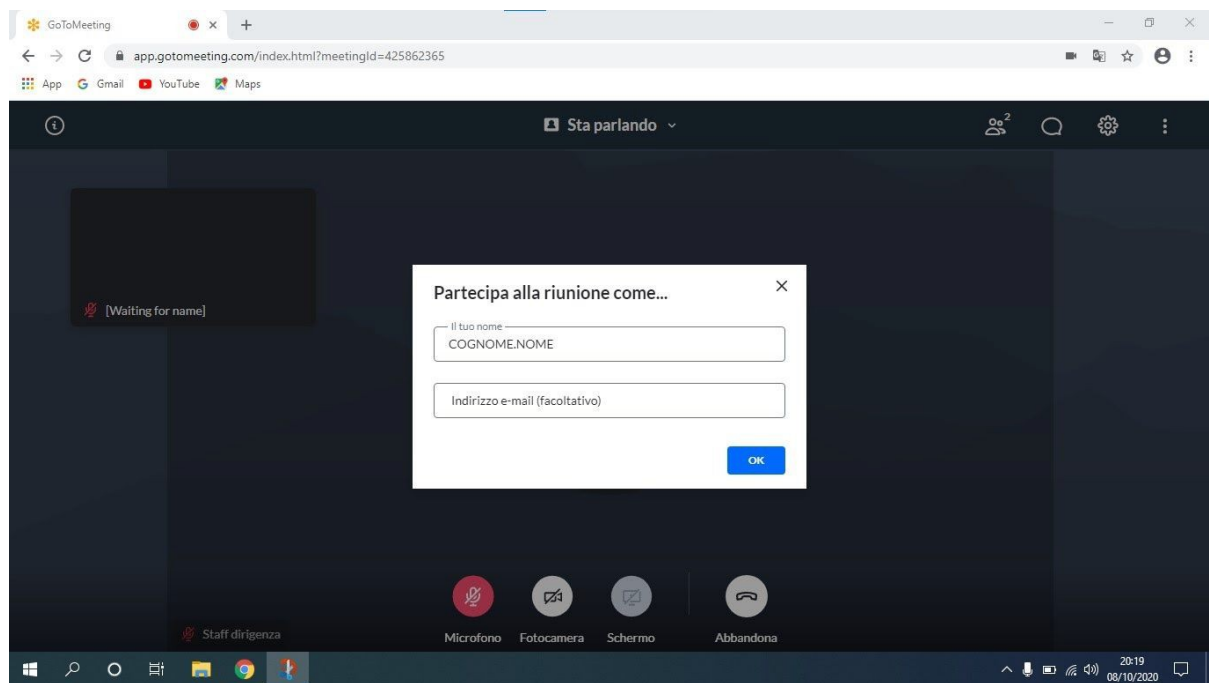 GoToMeeting
app.gotomeeting.com/index.html?meetingId=425862365
App Gmail YouTube Maps
Sta parlando
2
[Waiting for name]
Partecipa alla riunione come...
Il tuo nome
COGNOME.NOME
Indirizzo e-mail (facoltativo)
OK
Staff dirigenza
Microfono Fotocamera Schermo Abbandona
20:19
08/10/2020